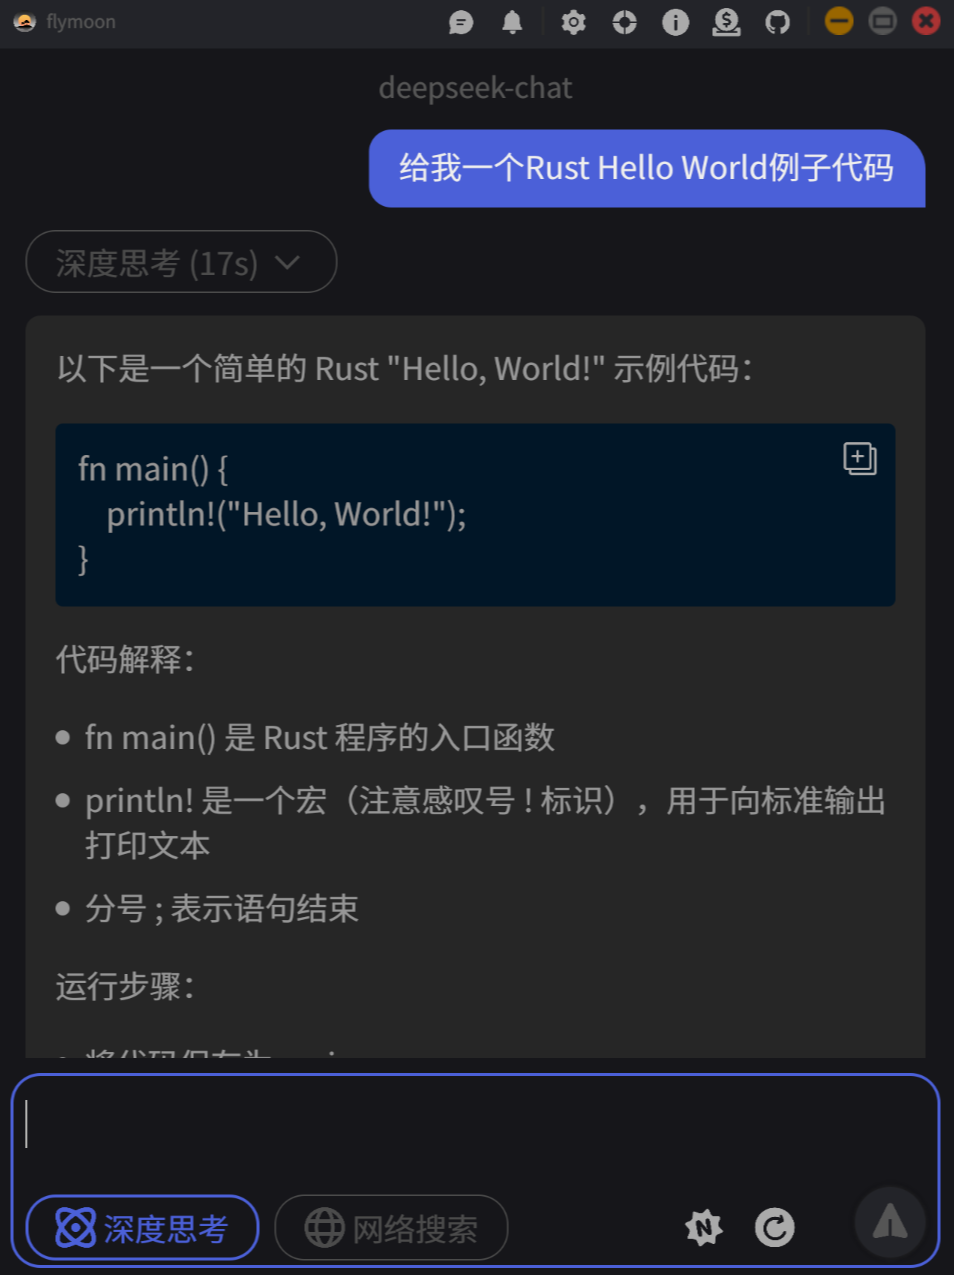 flymoon
deepseek-chat
给我一个Rust Hello World例子代码
深度思考 (17s)
以下是一个简单的 Rust "Hello, World!" 示例代码：
fn main() {
    println!("Hello, World!");
}
代码解释：
• fn main() 是 Rust 程序的入口函数
• println! 是一个宏（注意感叹号 ! 标识），用于向标准输出
打印文本
• 分号 ; 表示语句结束
运行步骤：
深度思考
网络搜索
N